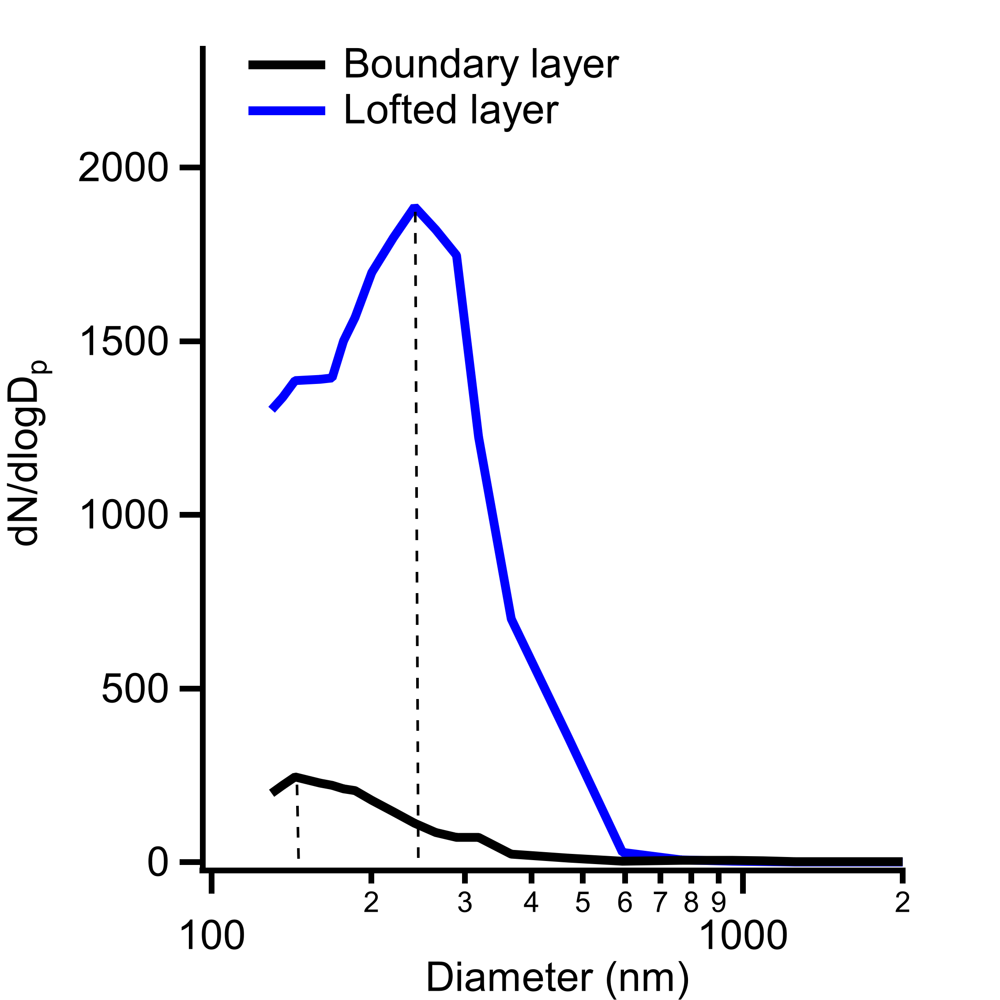 Boundary layer
Lofted layer
2000
1500
1000
500
0
dN/dlogDₚ
2 3 4 5 6 7 8 9 2
100 1000
Diameter (nm)